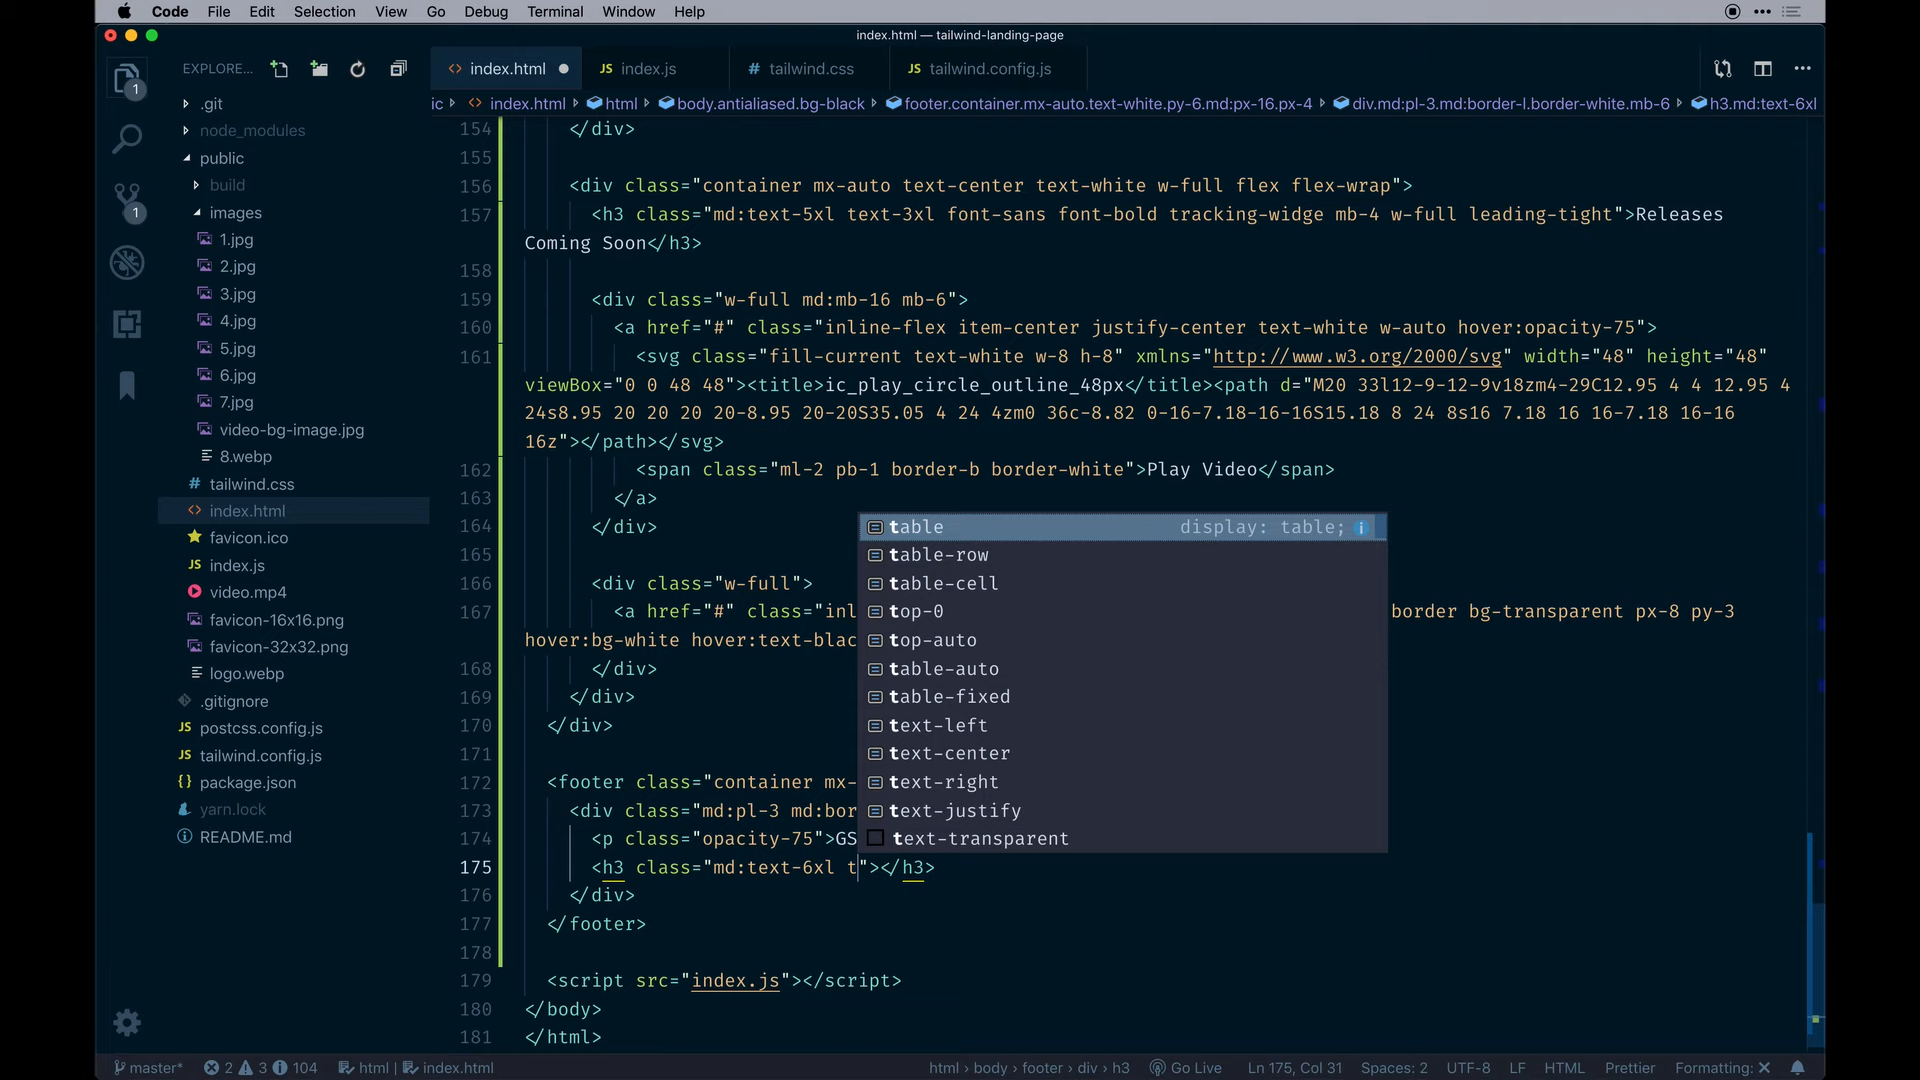 Code File Edit Selection View Go Debug Terminal Window Help
index.html — tailwind-landing-page
EXPLORE...
index.html
JS index.js
# tailwind.css
JS tailwind.config.js
ic index.html html body.antialiased.bg-black footer.container.mx-auto.text-white.py-6.md:px-16.px-4 div.md:pl-3.md:border-l.border-white.mb-6 h3.md:text-6xl
1
1
.git
node_modules
public
build
images
1.jpg
2.jpg
3.jpg
4.jpg
5.jpg
6.jpg
7.jpg
video-bg-image.jpg
8.webp
# tailwind.css
<> index.html
favicon.ico
JS index.js
video.mp4
favicon-16x16.png
favicon-32x32.png
logo.webp
.gitignore
JS postcss.config.js
JS tailwind.config.js
{} package.json
yarn.lock
README.md
154 </div>
155
156 <div class="container mx-auto text-center text-white w-full flex flex-wrap">
157 <h3 class="md:text-5xl text-3xl font-sans font-bold tracking-widge mb-4 w-full leading-tight">Releases
Coming Soon</h3>
158
159 <div class="w-full md:mb-16 mb-6">
160 <a href="#" class="inline-flex item-center justify-center text-white w-auto hover:opacity-75">
161 <svg class="fill-current text-white w-8 h-8" xmlns="http://www.w3.org/2000/svg" width="48" height="48"
viewBox="0 0 48 48"><title>ic_play_circle_outline_48px</title><path d="M20 33l12-9-12-9v18zm4-29C12.95 4 4 12.95 4
24s8.95 20 20 20 20-8.95 20-20S35.05 4 24 4zm0 36c-8.82 0-16-7.18-16-16S15.18 8 24 8s16 7.18 16 16-7.18 16-16
16z"></path></svg>
162 <span class="ml-2 pb-1 border-b border-white">Play Video</span>
163 </a>
164 </div>
165
166 <div class="w-full">
167 <a href="#" class="inl border bg-transparent px-8 py-3
hover:bg-white hover:text-blac
168 </div>
169 </div>
170 </div>
171
172 <footer class="container mx-
173 <div class="md:pl-3 md:bor
174 <p class="opacity-75">GS
175 <h3 class="md:text-6xl t"></h3>
176 </div>
177 </footer>
178
179 <script src="index.js"></script>
180 </body>
181 </html>
table display: table;
table-row
table-cell
top-0
top-auto
table-auto
table-fixed
text-left
text-center
text-right
text-justify
text-transparent
master* 2 3 104 html index.html html › body › footer › div › h3 Go Live Ln 175, Col 31 Spaces: 2 UTF-8 LF HTML Prettier Formatting: ✕